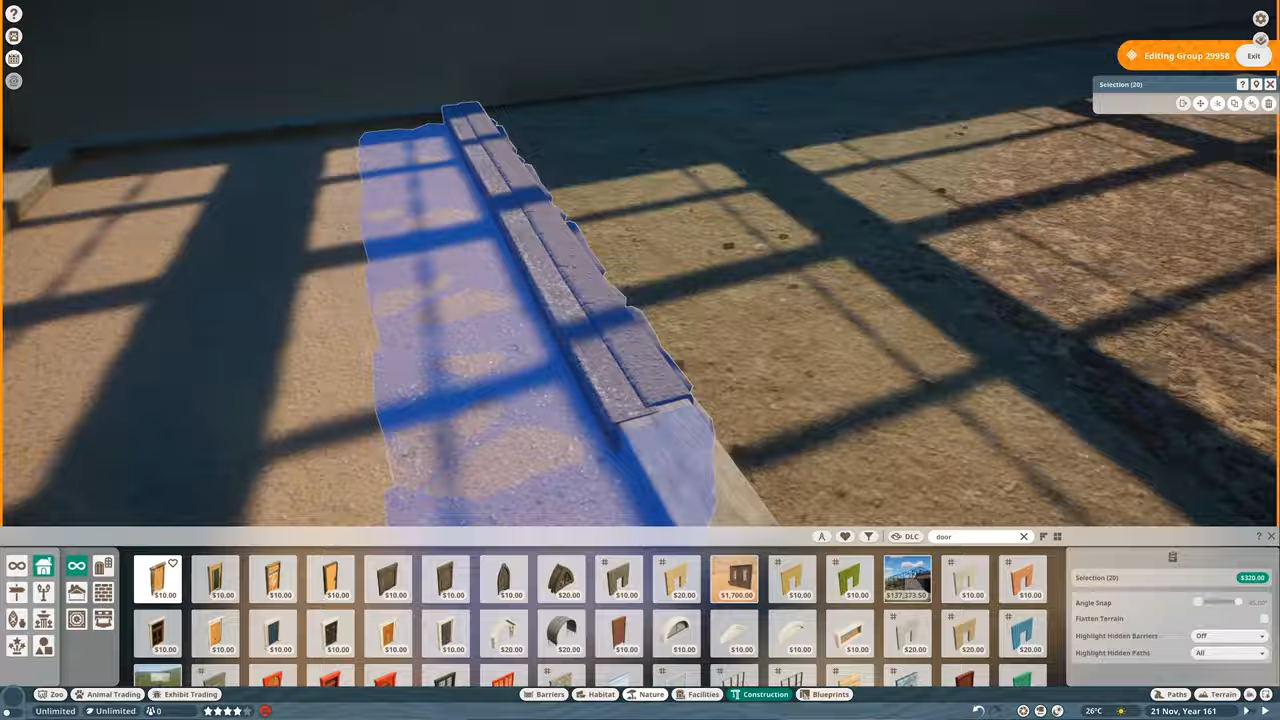 Editing Group 29958
Exit
Selection (20)
DLC
door
$10.00 $10.00 $10.00 $10.00 $10.00 $10.00 $10.00 $20.00 $10.00 $20.00 $1,700.00 $10.00 $10.00 $137,373.50 $10.00 $10.00
$10.00 $10.00 $10.00 $10.00 $10.00 $10.00 $20.00 $20.00 $10.00 $10.00 $10.00 $10.00 $10.00 $20.00 $20.00 $20.00
Selection (20)
$320.00
Angle Snap
Flatten Terrain
Highlight Hidden Barriers Off
Highlight Hidden Paths All
Zoo Animal Trading Exhibit Trading Barriers Habitat Nature Facilities Construction Blueprints Paths Terrain
Unlimited Unlimited 0 26°C 21 Nov, Year 161